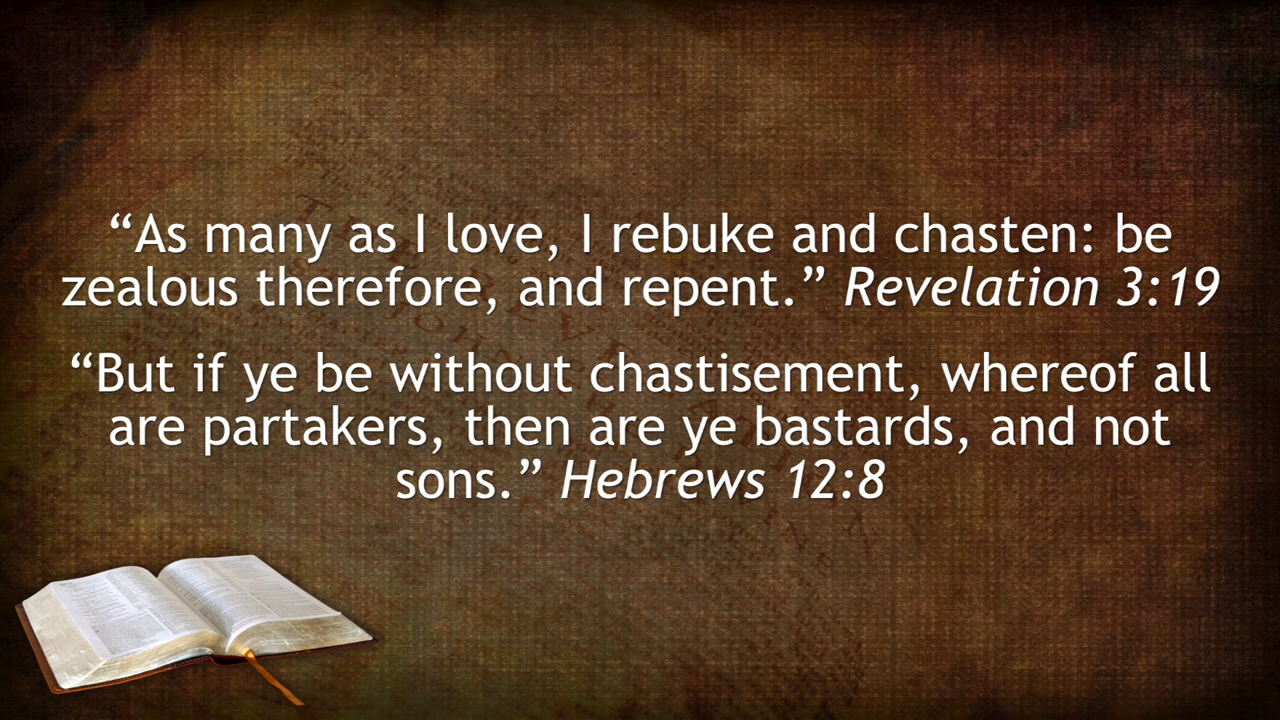 “As many as I love, I rebuke and chasten: be
zealous therefore, and repent.” Revelation 3:19
“But if ye be without chastisement, whereof all
are partakers, then are ye bastards, and not
sons.” Hebrews 12:8